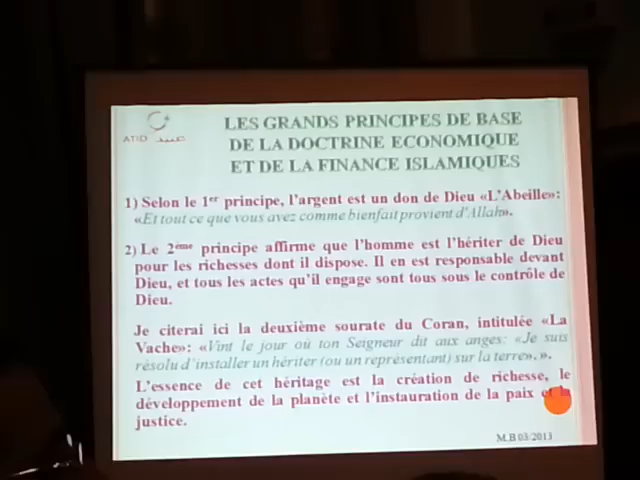 ATID
LES GRANDS PRINCIPES DE BASE
DE LA DOCTRINE ECONOMIQUE
ET DE LA FINANCE ISLAMIQUES
1) Selon le 1er principe, l'argent est un don de Dieu «L'Abeille»:
«Et tout ce que vous avez comme bienfait provient d'Allah».
2) Le 2ème principe affirme que l'homme est l'hériter de Dieu
pour les richesses dont il dispose. Il en est responsable devant
Dieu, et tous les actes qu'il engage sont tous sous le contrôle de
Dieu.
Je citerai ici la deuxième sourate du Coran, intitulée «La
Vache»: «Vint le jour où ton Seigneur dit aux anges: «Je suis
résolu d'installer un hériter (ou un représentant) sur la terre», ».
L'essence de cet héritage est la création de richesse, le
développement de la planète et l'instauration de la paix et la
justice.
M.B 03/2013